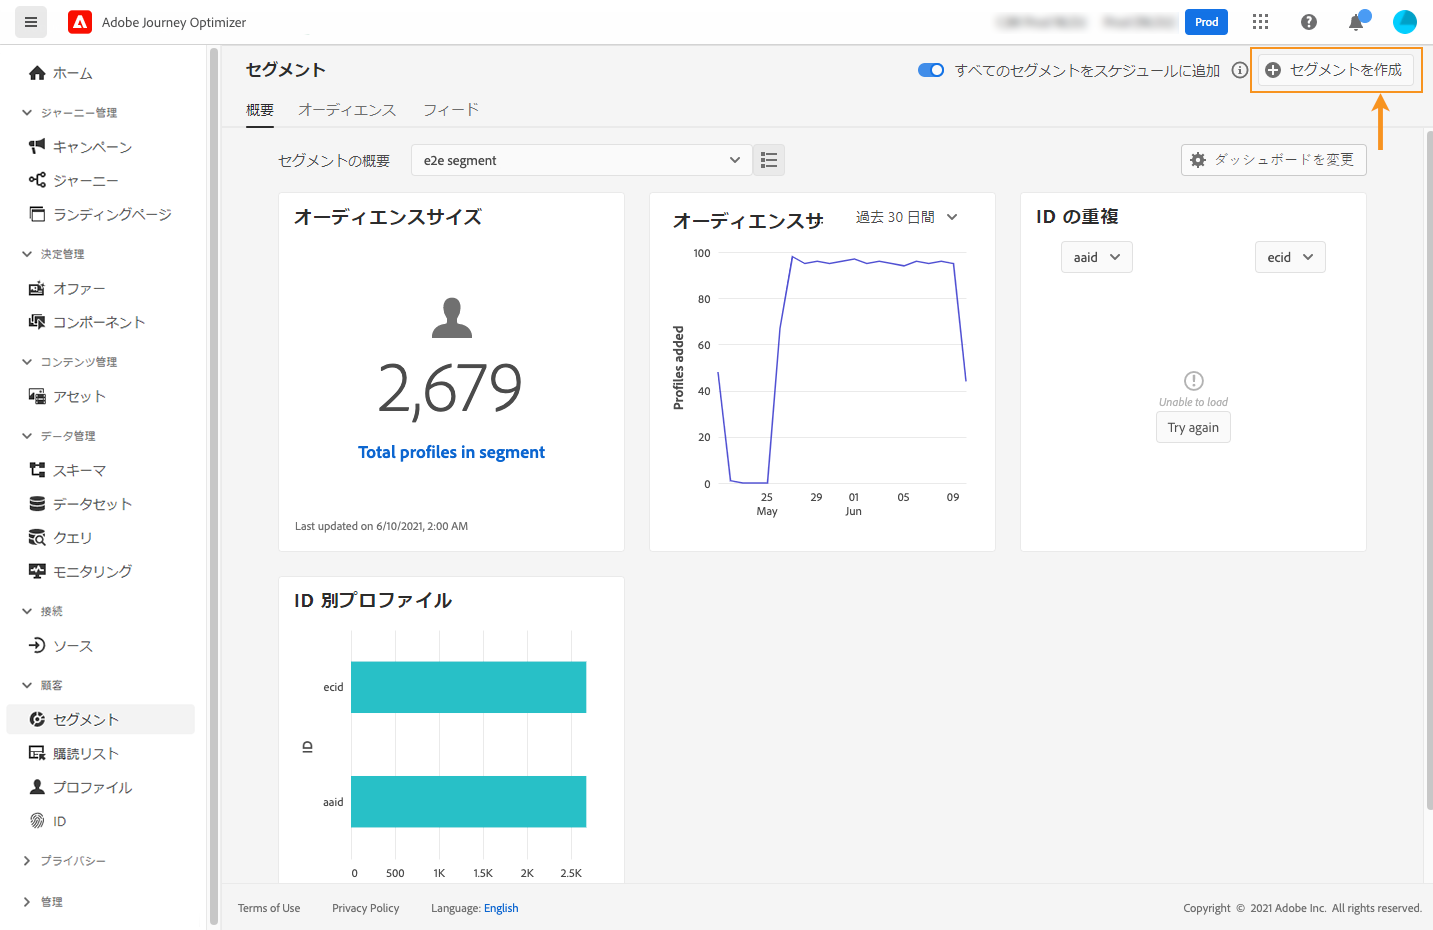 Adobe Journey Optimizer
Prod
ホーム
ジャーニー管理
キャンペーン
ジャーニー
ランディングページ
決定管理
オファー
コンポーネント
コンテンツ管理
アセット
データ管理
スキーマ
データセット
クエリ
モニタリング
接続
ソース
顧客
セグメント
購読リスト
プロファイル
ID
プライバシー
管理
セグメント
すべてのセグメントをスケジュールに追加
セグメントを作成
概要 オーディエンス フィード
セグメントの概要
e2e segment
ダッシュボードを変更
オーディエンスサイズ
2,679
Total profiles in segment
Last updated on 6/10/2021, 2:00 AM
オーディエンスサ
過去 30 日間
Profiles added
100
80
60
40
20
0
25 29 01 05 09
May Jun
ID の重複
aaid
ecid
Unable to load
Try again
ID 別プロファイル
ecid
ID
aaid
0 500 1K 1.5K 2K 2.5K
Terms of Use Privacy Policy Language: English
Copyright © 2021 Adobe Inc. All rights reserved.